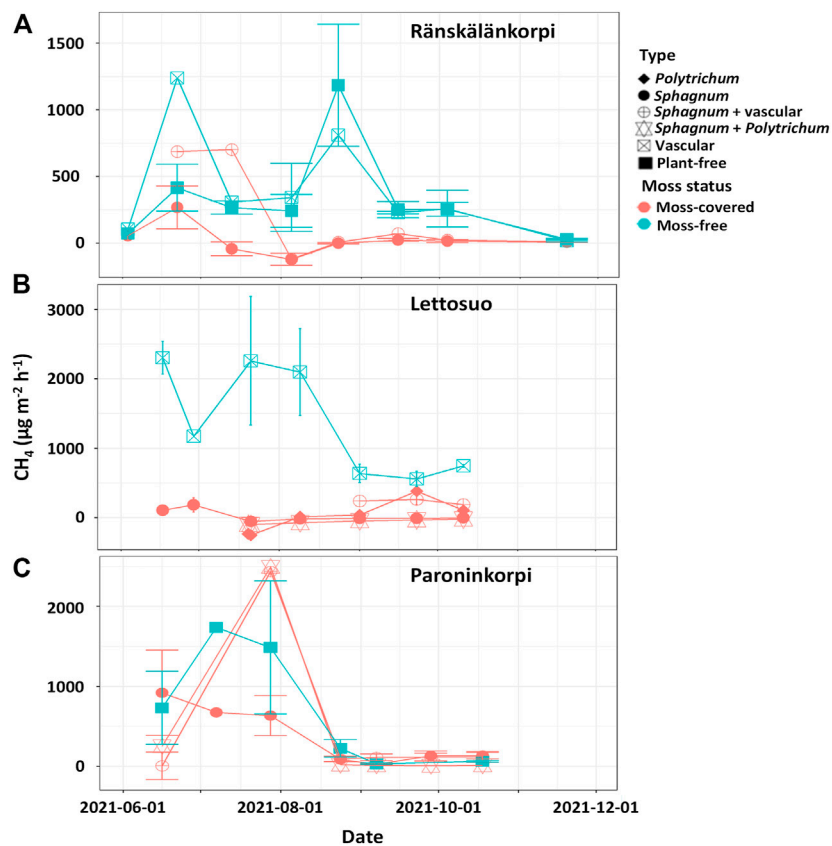 A
Ränskälänkorpi
1500
1000
500
0
B
Lettosuo
3000
2000
1000
0
C
Paroninkorpi
2000
1000
0
CH4 (µg m-2 h-1)
2021-06-01
2021-08-01
2021-10-01
2021-12-01
Date
Type
Polytrichum
Sphagnum
Sphagnum + vascular
Sphagnum + Polytrichum
Vascular
Plant-free
Moss status
Moss-covered
Moss-free